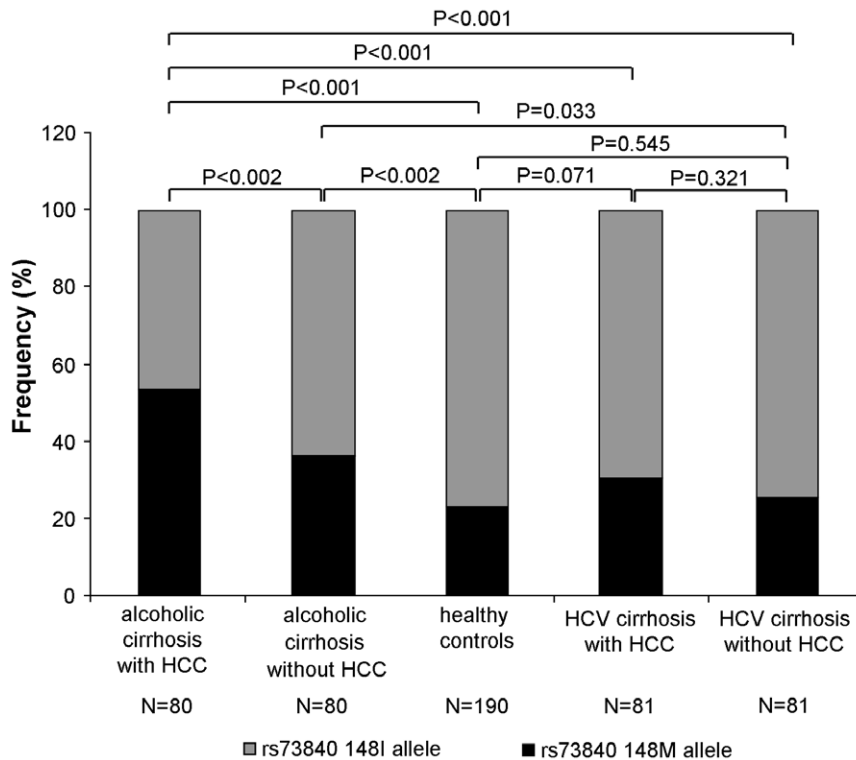 P<0.001
P<0.001
P<0.001
P=0.033
P=0.545
P<0.002 P<0.002 P=0.071 P=0.321
Frequency (%)
120
100
80
60
40
20
0
alcoholic
cirrhosis
with HCC
alcoholic
cirrhosis
without HCC
healthy
controls
HCV cirrhosis
with HCC
HCV cirrhosis
without HCC
N=80 N=80 N=190 N=81 N=81
rs73840 148I allele rs73840 148M allele